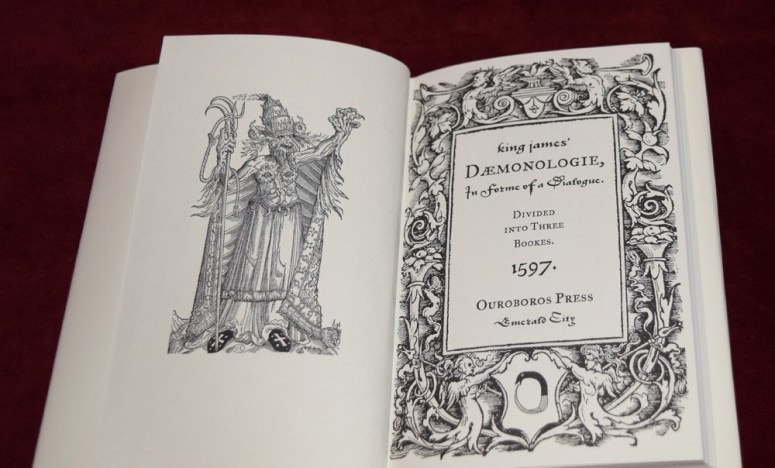 king james'
DÆMONOLOGIE,
In Forme of a Dialogue.
DIVIDED
INTO THREE
BOOKES.
1597.
OUROBOROS PRESS
Emerald City